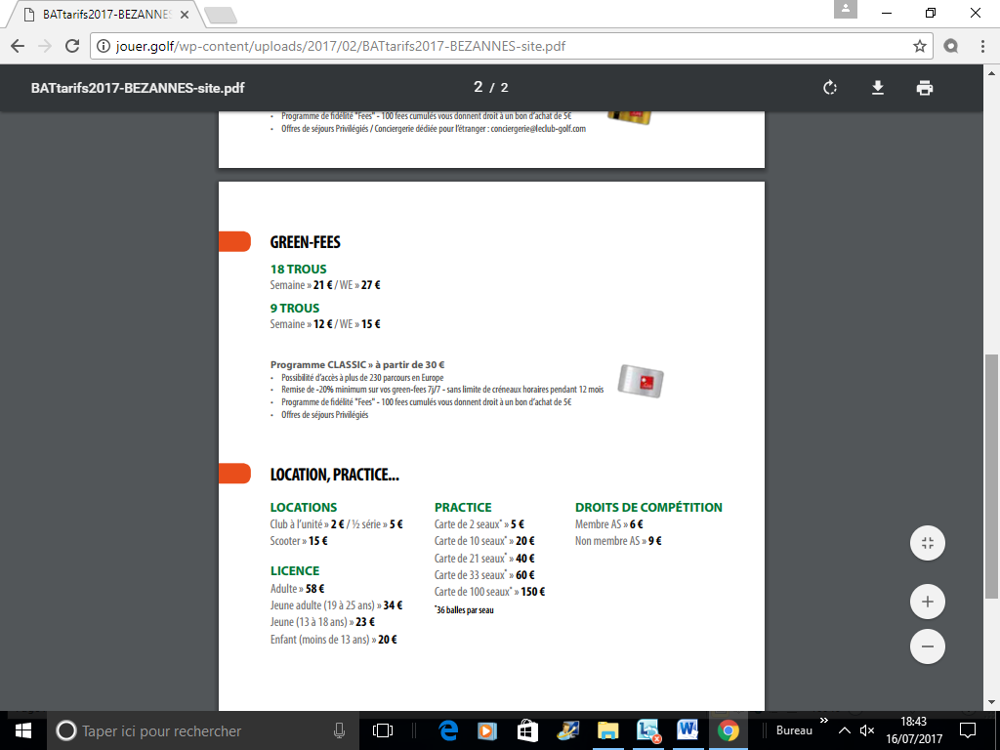 BATtarifs2017-BEZANNES
jouer.golf/wp-content/uploads/2017/02/BATtarifs2017-BEZANNES-site.pdf
BATtarifs2017-BEZANNES-site.pdf
2 / 2
• Programme de fidélité "Fees" - 100 fees cumulés vous donnent droit à un bon d'achat de 5€
• Offres de séjours Privilégiés / Conciergerie dédiée pour l'étranger : conciergerie@leclub-golf.com
GREEN-FEES
18 TROUS
Semaine » 21 € / WE » 27 €
9 TROUS
Semaine » 12 € / WE » 15 €
Programme CLASSIC » à partir de 30 €
• Possibilité d'accès à plus de 230 parcours en Europe
• Remise de -20% minimum sur vos green-fees 7j/7 - sans limite de créneaux horaires pendant 12 mois
• Programme de fidélité "Fees" - 100 fees cumulés vous donnent droit à un bon d'achat de 5€
• Offres de séjours Privilégiés
LOCATION, PRACTICE...
LOCATIONS
Club à l'unité » 2 € / ½ série » 5 €
Scooter » 15 €
LICENCE
Adulte » 58 €
Jeune adulte (19 à 25 ans) » 34 €
Jeune (13 à 18 ans) » 23 €
Enfant (moins de 13 ans) » 20 €
PRACTICE
Carte de 2 seaux* » 5 €
Carte de 10 seaux* » 20 €
Carte de 21 seaux* » 40 €
Carte de 33 seaux* » 60 €
Carte de 100 seaux* » 150 €
*36 balles par seau
DROITS DE COMPÉTITION
Membre AS » 6 €
Non membre AS » 9 €
Taper ici pour rechercher
Bureau
18:43
16/07/2017